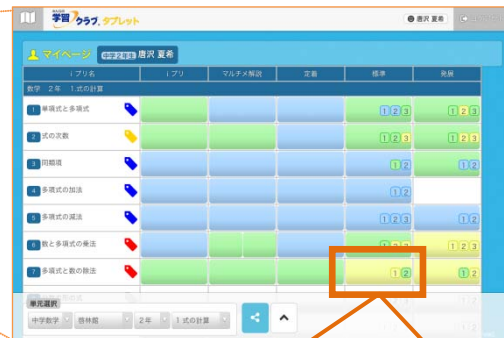 学習クラブ, タブレット
唐沢 夏希
マイページ 中学2年生 唐沢 夏希
iプリ名 iプリ マルチメ解説 定着 標準 発展
数学 2年 1.式の計算
1 単項式と多項式 1 2 3 1 2 3
2 式の次数 1 2 3 1 2 3
3 同類項 1 2 1 2
4 多項式の加法 1 2
5 多項式の減法 1 2 3 1 2
6 数と多項式の乗法 1 2 3 1 2 3
7 多項式と数の除法 1 2 1 2
単元選択
中学数学 啓林館 2年 1 式の計算